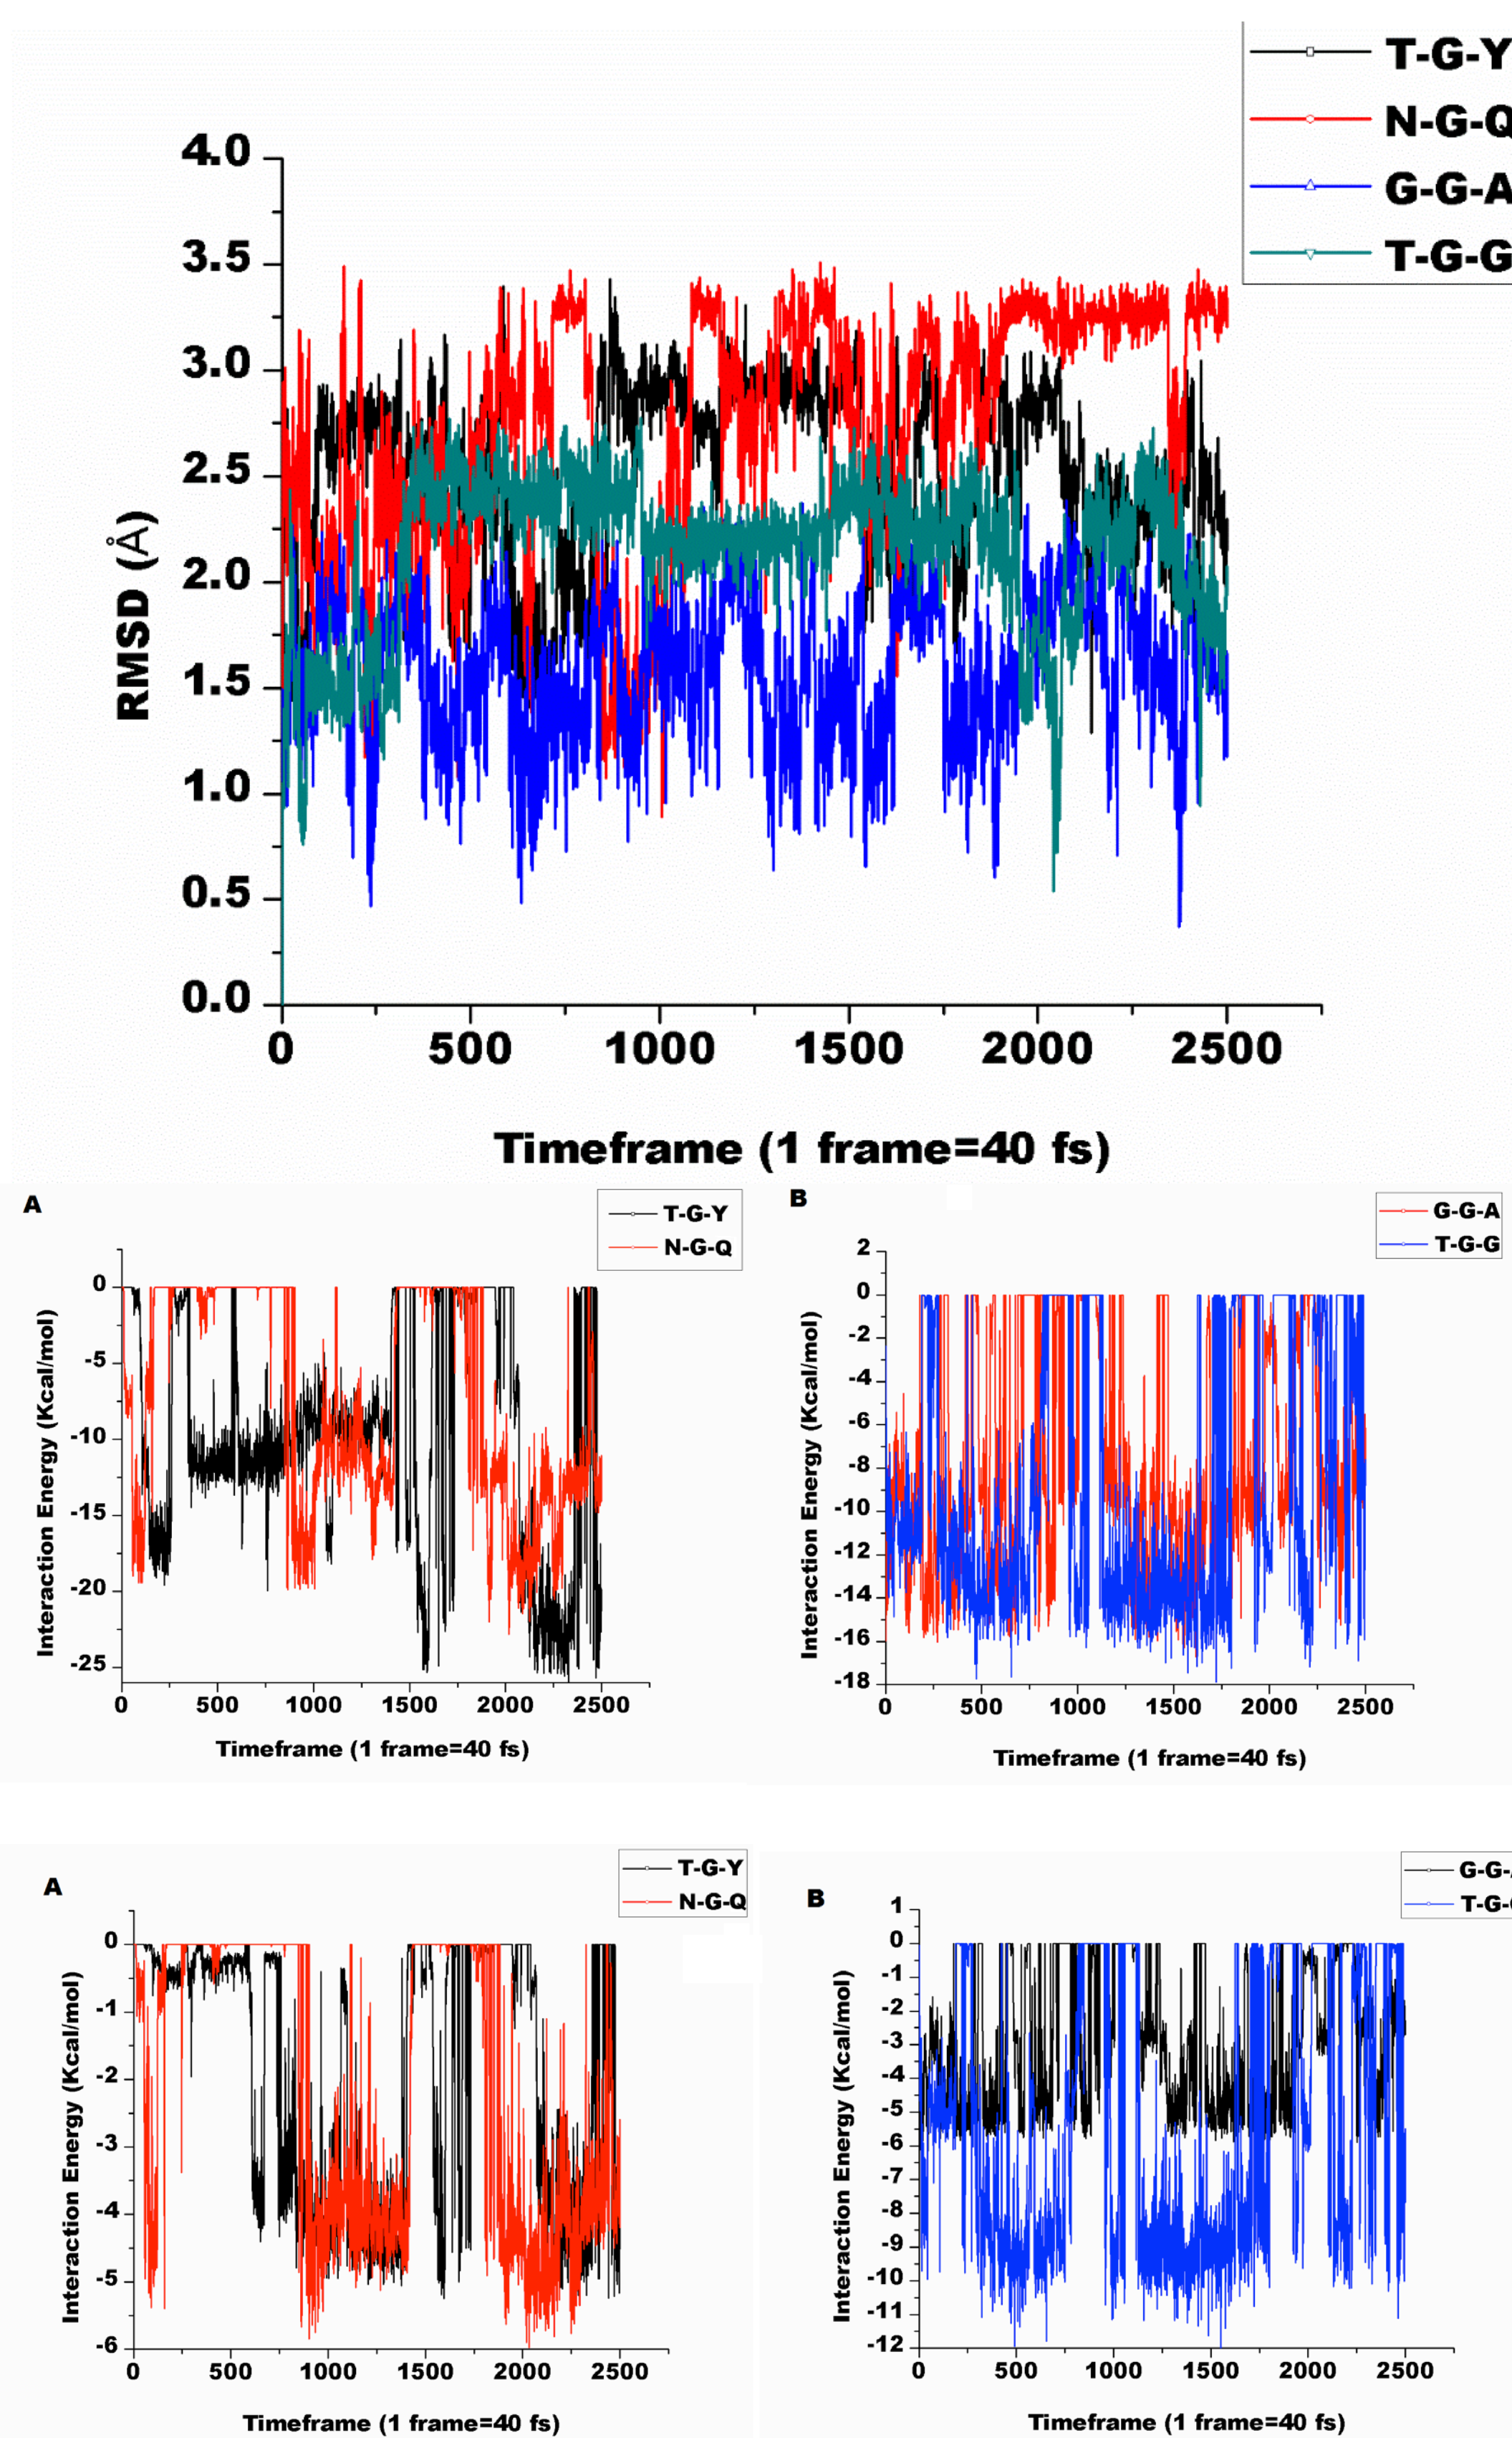 T-G-Y
N-G-Q
G-G-A
T-G-G
4.0
3.5
3.0
2.5
2.0
1.5
1.0
0.5
0.0
RMSD (Å)
0 500 1000 1500 2000 2500
Timeframe (1 frame=40 fs)
A
T-G-Y
N-G-Q
0
-5
-10
-15
-20
-25
Interaction Energy (Kcal/mol)
0 500 1000 1500 2000 2500
Timeframe (1 frame=40 fs)
B
G-G-A
T-G-G
2
0
-2
-4
-6
-8
-10
-12
-14
-16
-18
Interaction Energy (Kcal/mol)
0 500 1000 1500 2000 2500
Timeframe (1 frame=40 fs)
A
T-G-Y
N-G-Q
0
-1
-2
-3
-4
-5
-6
Interaction Energy (Kcal/mol)
0 500 1000 1500 2000 2500
Timeframe (1 frame=40 fs)
B
G-G-
T-G-
1
0
-1
-2
-3
-4
-5
-6
-7
-8
-9
-10
-11
-12
Interaction Energy (Kcal/mol)
0 500 1000 1500 2000 2500
Timeframe (1 frame=40 fs)